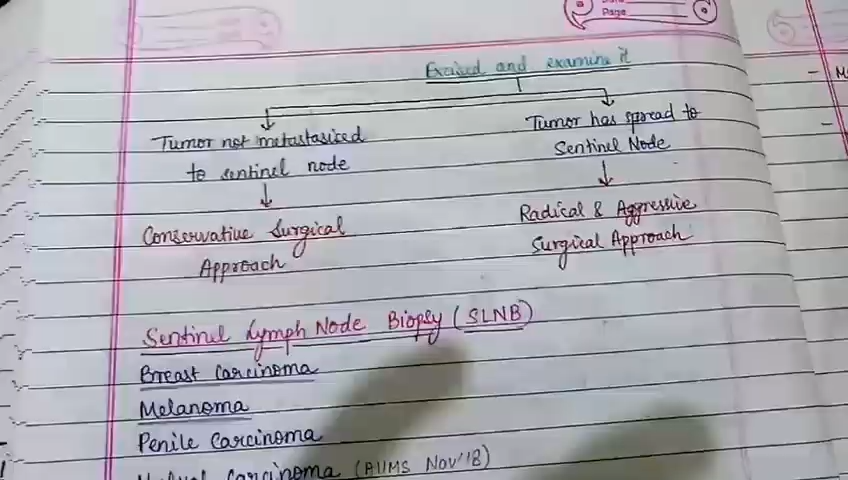 Page
Excised and examine it
Tumor not metastasized to sentinel node
Tumor has spread to Sentinel Node
Conservative Surgical Approach
Radical & Aggressive Surgical Approach
Sentinel Lymph Node Biopsy (SLNB)
Breast Carcinoma
Melanoma
Penile Carcinoma
Carcinoma (AIIMS Nov'18)